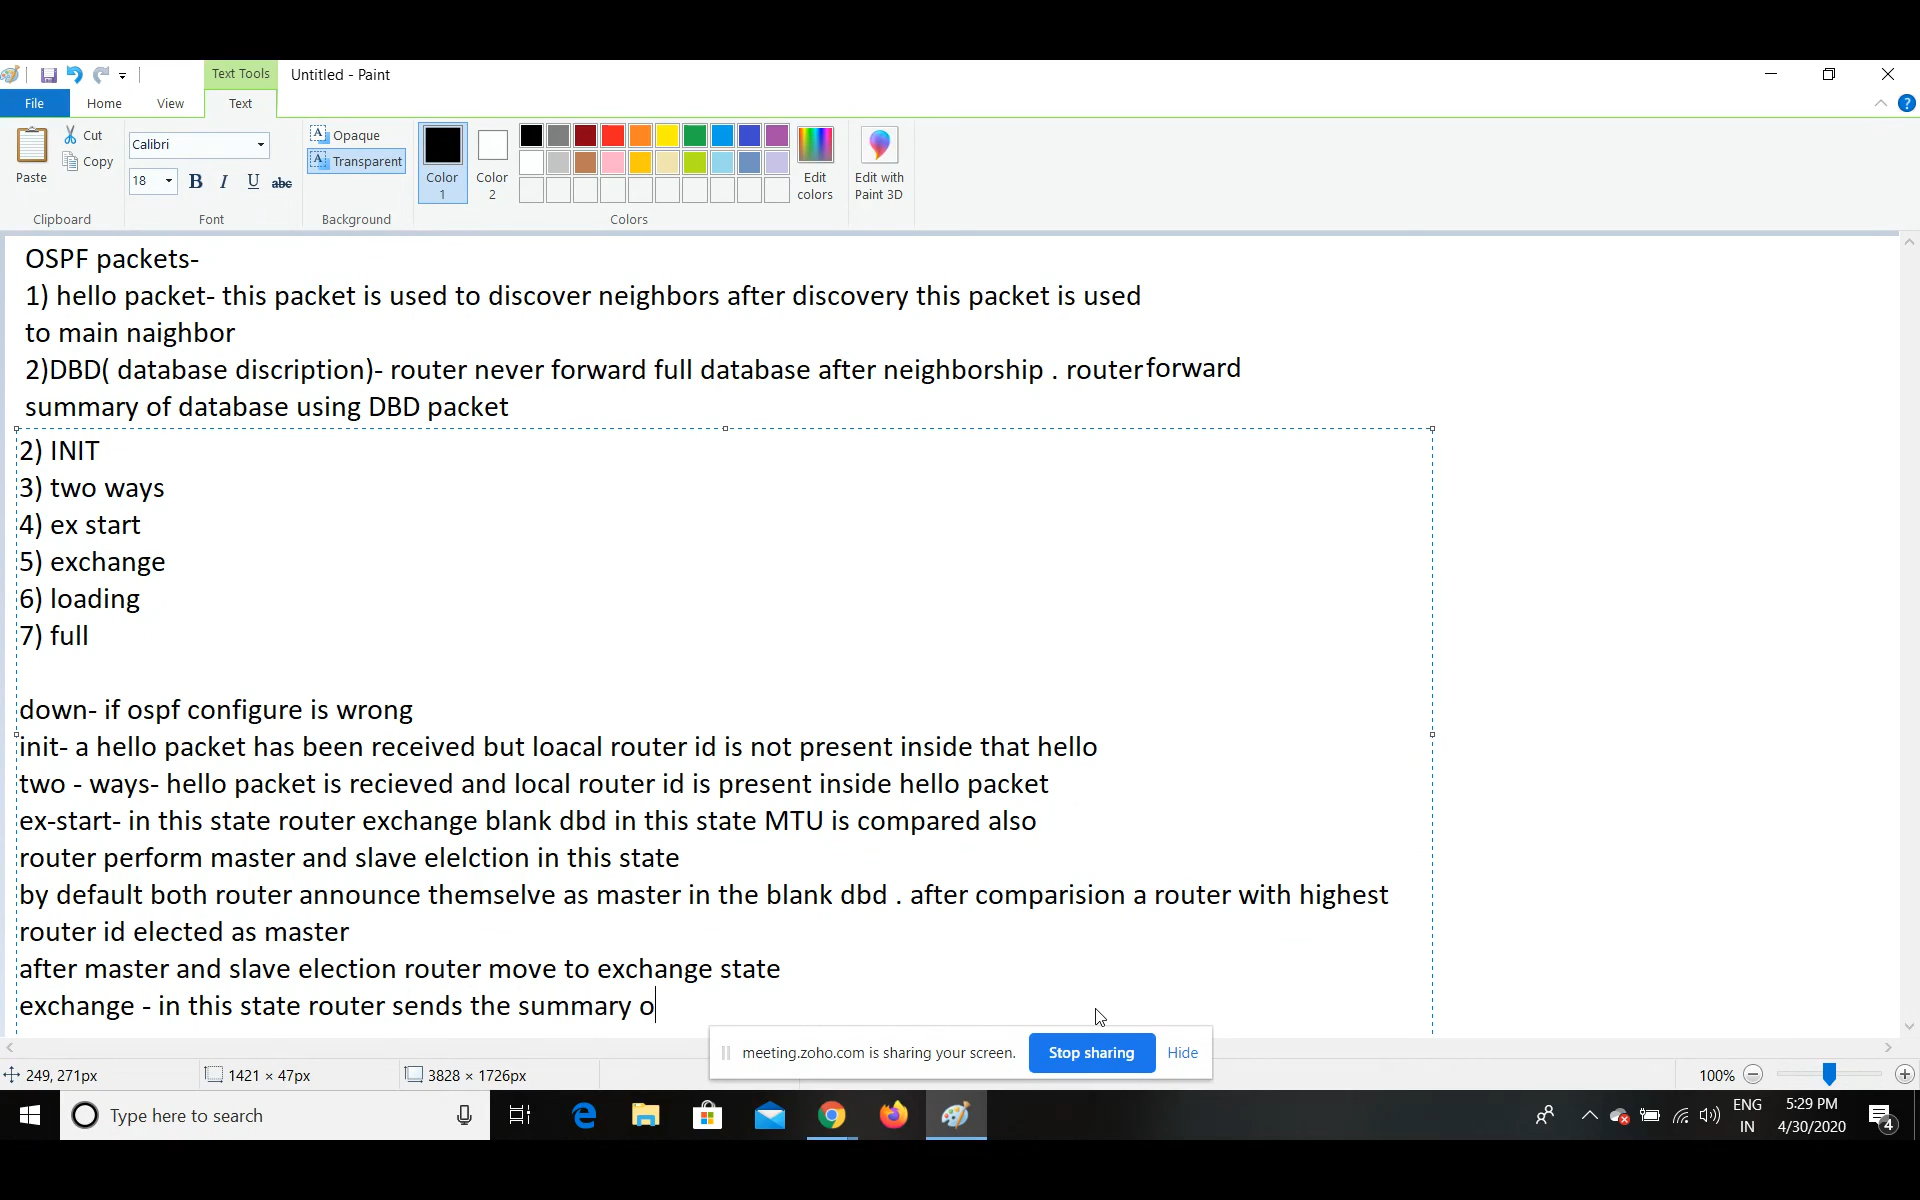 Text Tools
Untitled - Paint
File
Home
View
Text
Paste
Cut
Copy
Clipboard
Calibri
18
B I U abc
Font
Opaque
Transparent
Background
Color 1
Color 2
Edit colors
Colors
Edit with Paint 3D
OSPF packets-
1) hello packet- this packet is used to discover neighbors after discovery this packet is used
to main naighbor
2)DBD( database discription)- router never forward full database after neighborship . router forward
summary of database using DBD packet
2) INIT
3) two ways
4) ex start
5) exchange
6) loading
7) full
down- if ospf configure is wrong
init- a hello packet has been received but loacal router id is not present inside that hello
two - ways- hello packet is recieved and local router id is present inside hello packet
ex-start- in this state router exchange blank dbd in this state MTU is compared also
router perform master and slave elelction in this state
by default both router announce themselve as master in the blank dbd . after comparision a router with highest
router id elected as master
after master and slave election router move to exchange state
exchange - in this state router sends the summary o
meeting.zoho.com is sharing your screen.
Stop sharing
Hide
249, 271px
1421 × 47px
3828 × 1726px
100%
Type here to search
ENG
IN
5:29 PM
4/30/2020
4